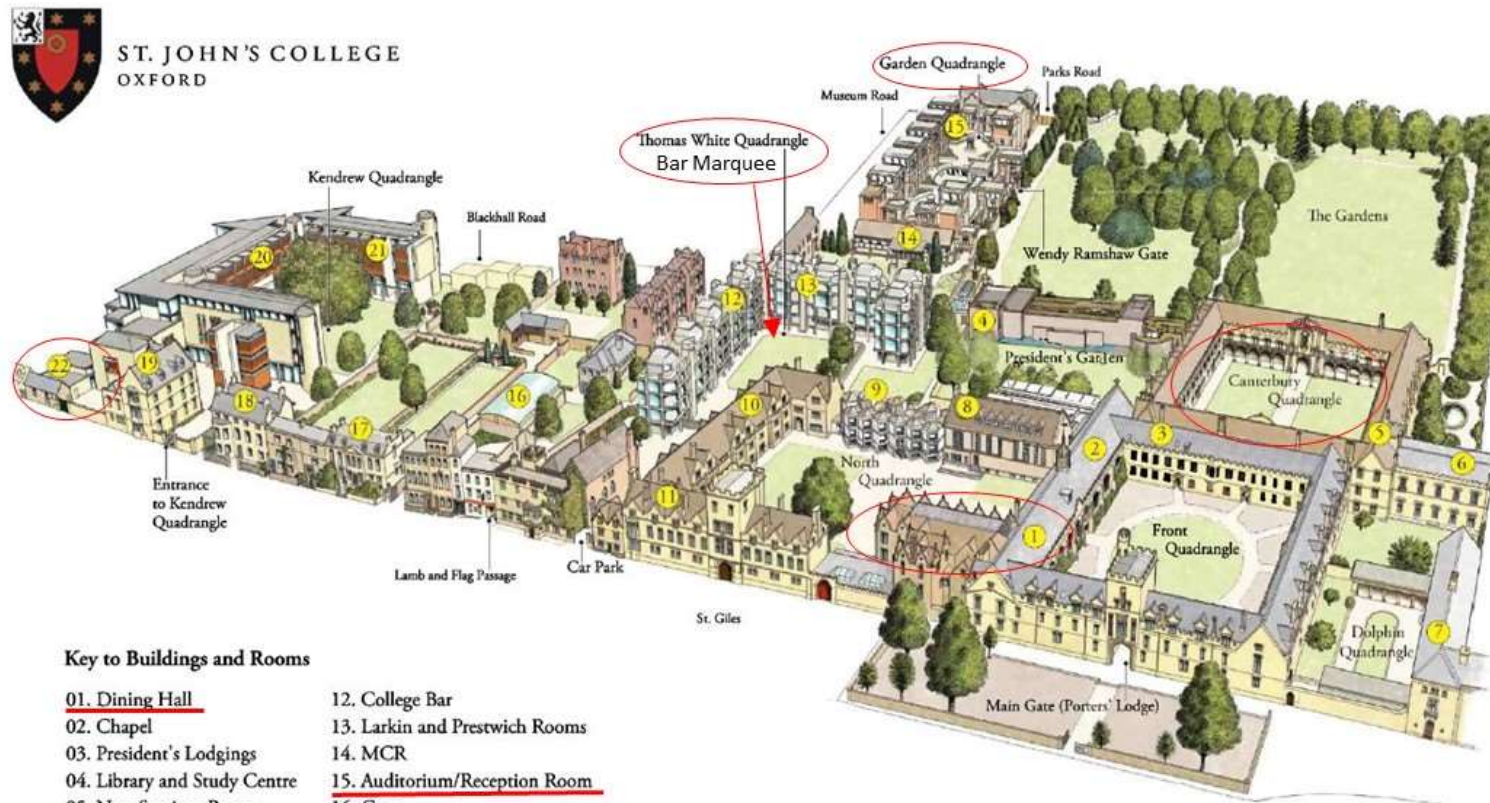 ST. JOHN'S COLLEGE
OXFORD
Garden Quadrangle
Parks Road
Museum Road
Thomas White Quadrangle
Bar Marquee
Kendrew Quadrangle
Blackhall Road
The Gardens
Wendy Ramshaw Gate
President's Garden
Canterbury
Quadrangle
North
Quadrangle
Front
Quadrangle
Dolphin
Quadrangle
Entrance
to Kendrew
Quadrangle
Lamb and Flag Passage
Car Park
St. Giles
Main Gate (Porters' Lodge)
15
14
21
20
13
12
4
22
19
18
17
16
10
9
8
2
3
5
6
11
1
7
Key to Buildings and Rooms
01. Dining Hall
02. Chapel
03. President's Lodgings
04. Library and Study Centre
12. College Bar
13. Larkin and Prestwich Rooms
14. MCR
15. Auditorium/Reception Room